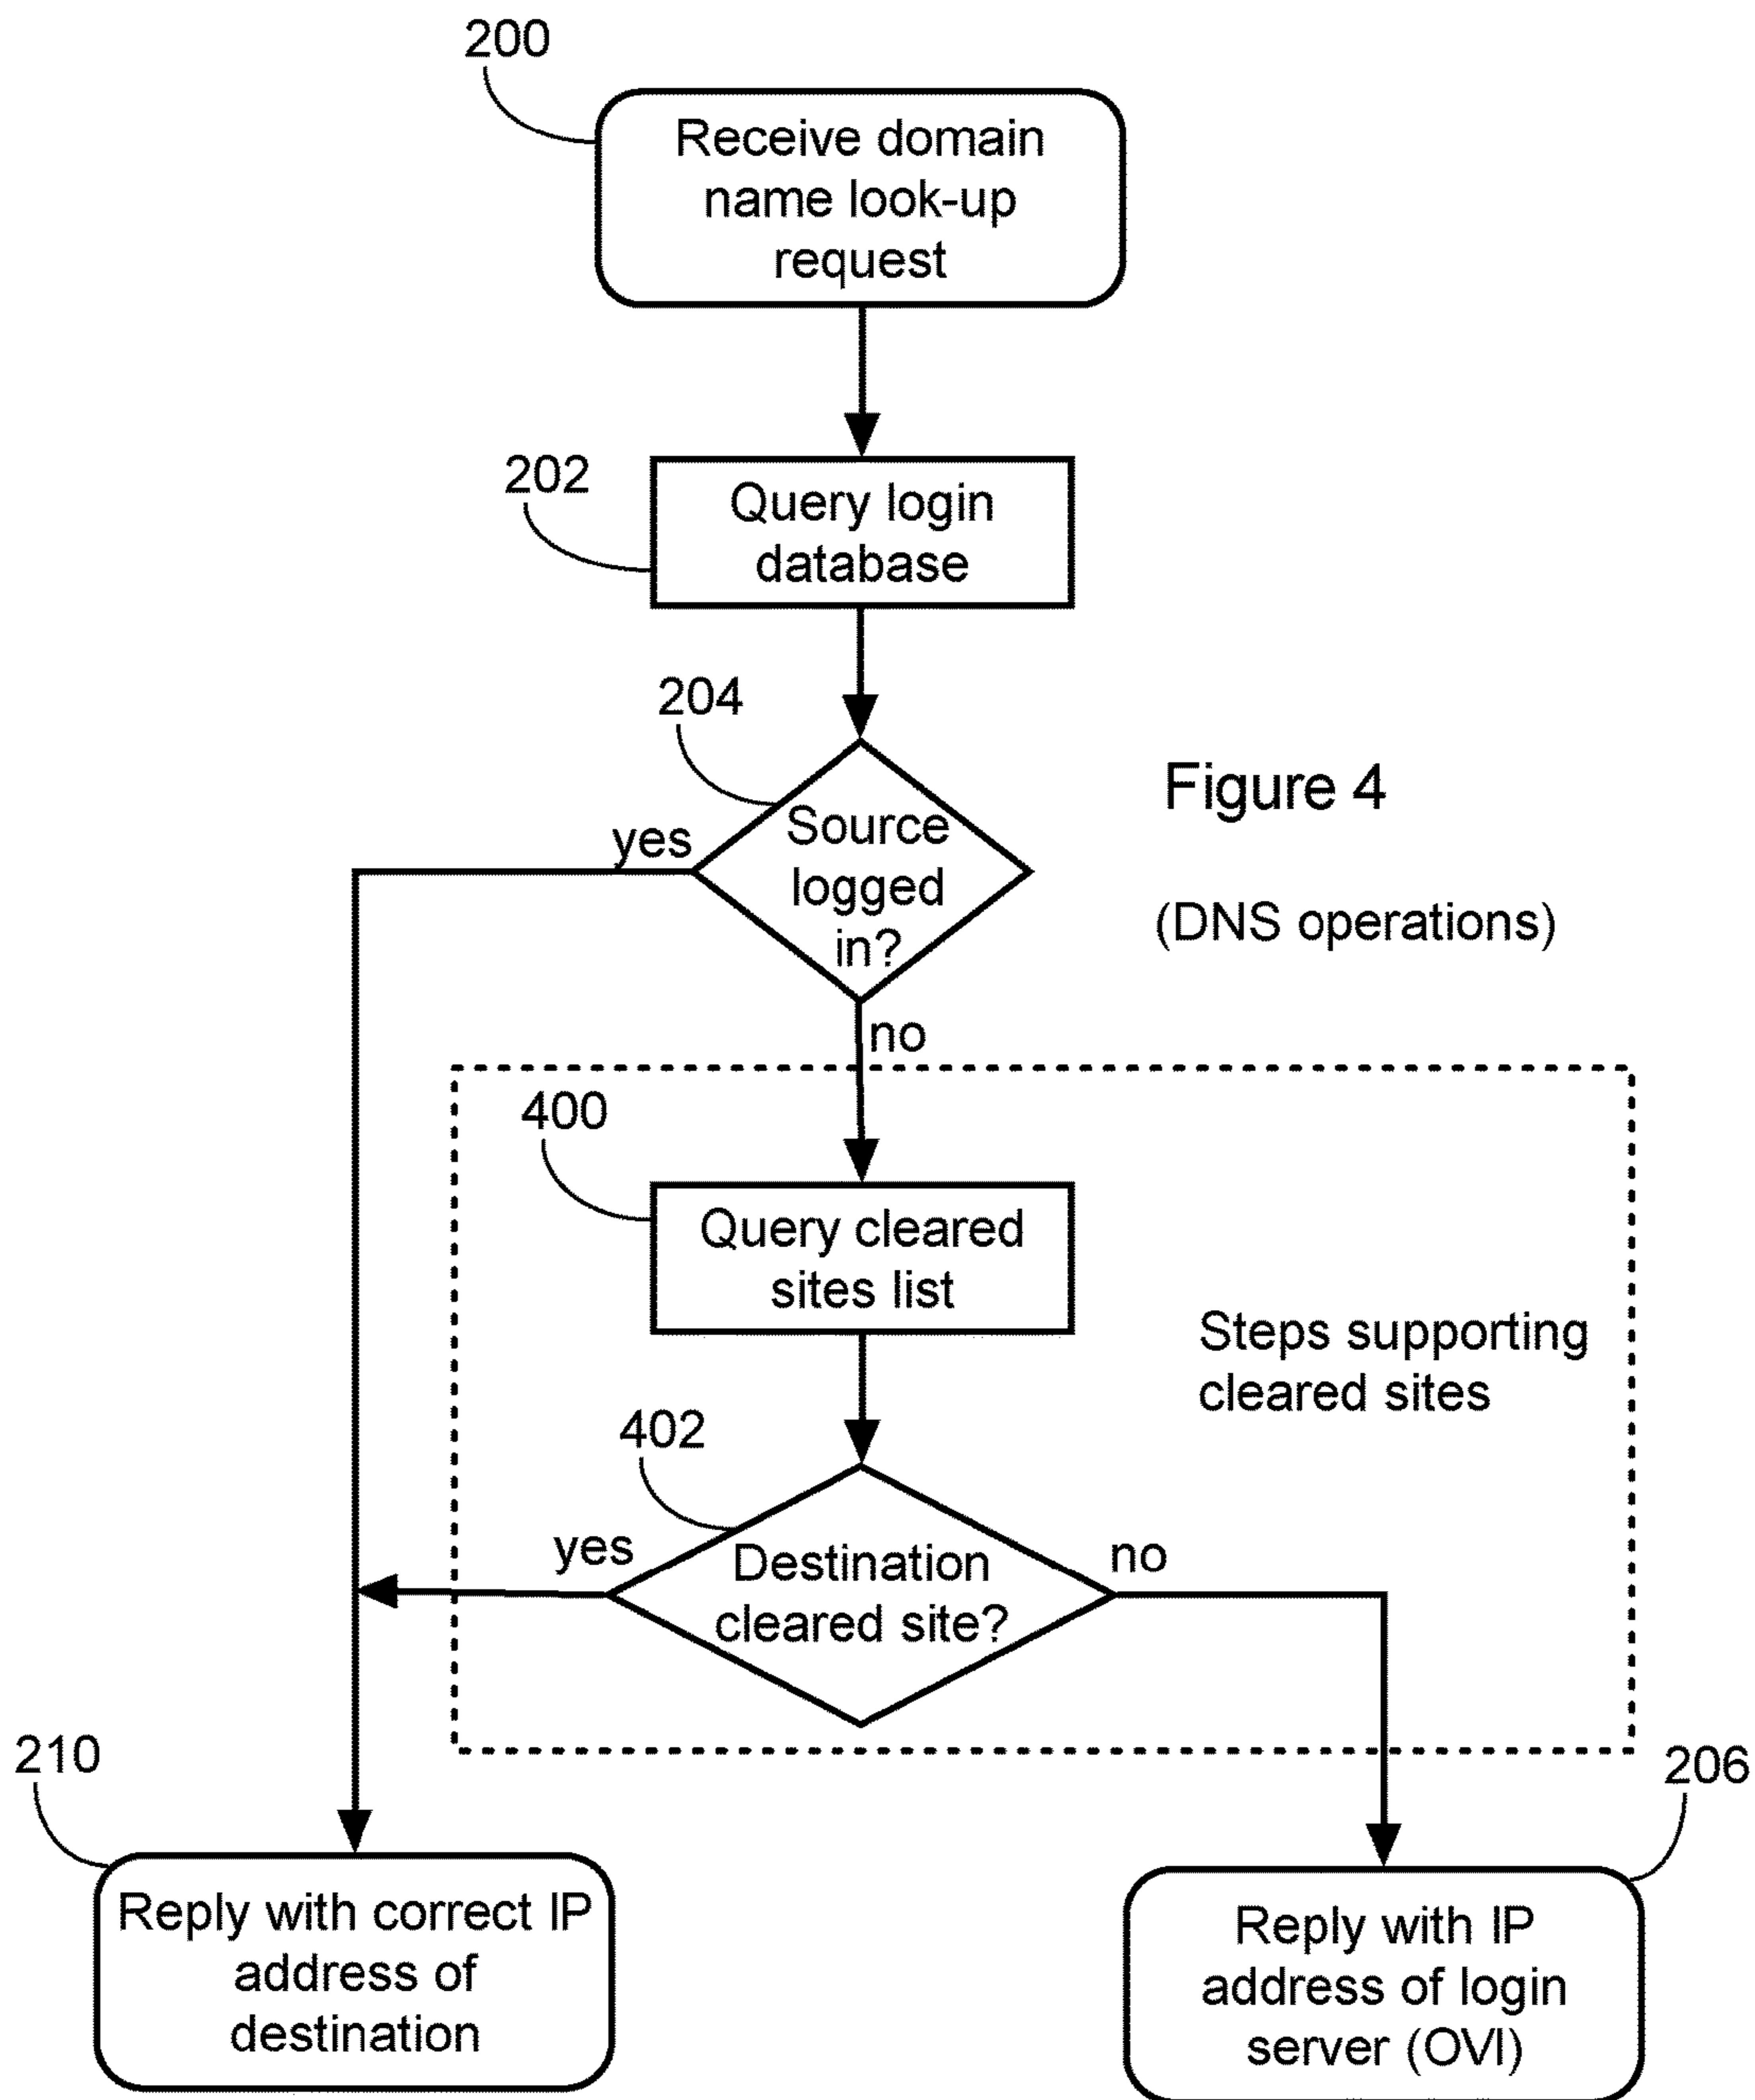 200
Receive domain
name look-up
request
202
Query login
database
204
Source
logged
in?
yes
no
Figure 4
(DNS operations)
400
Query cleared
sites list
Steps supporting
cleared sites
402
Destination
cleared site?
yes
no
210
Reply with correct IP
address of
destination
206
Reply with IP
address of login
server (OVI)